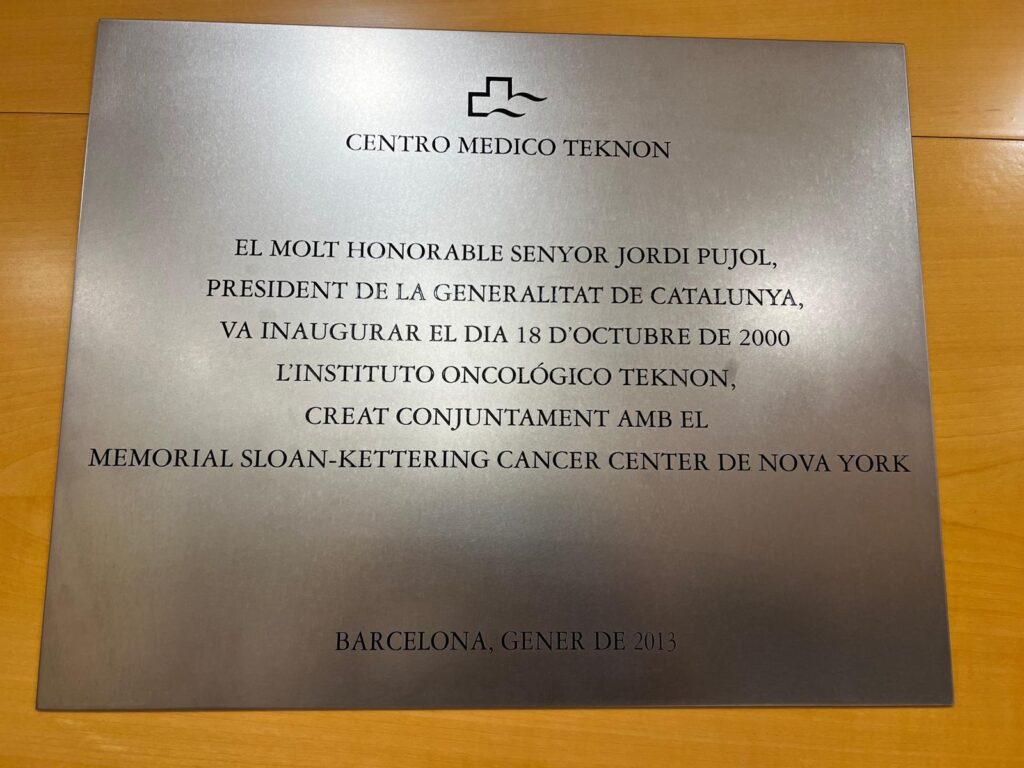 CENTRO MEDICO TEKNON
EL MOLT HONORABLE SENYOR JORDI PUJOL,
PRESIDENT DE LA GENERALITAT DE CATALUNYA,
VA INAUGURAR EL DIA 18 D'OCTUBRE DE 2000
L'INSTITUTO ONCOLÓGICO TEKNON,
CREAT CONJUNTAMENT AMB EL
MEMORIAL SLOAN-KETTERING CANCER CENTER DE NOVA YORK
BARCELONA, GENER DE 2013